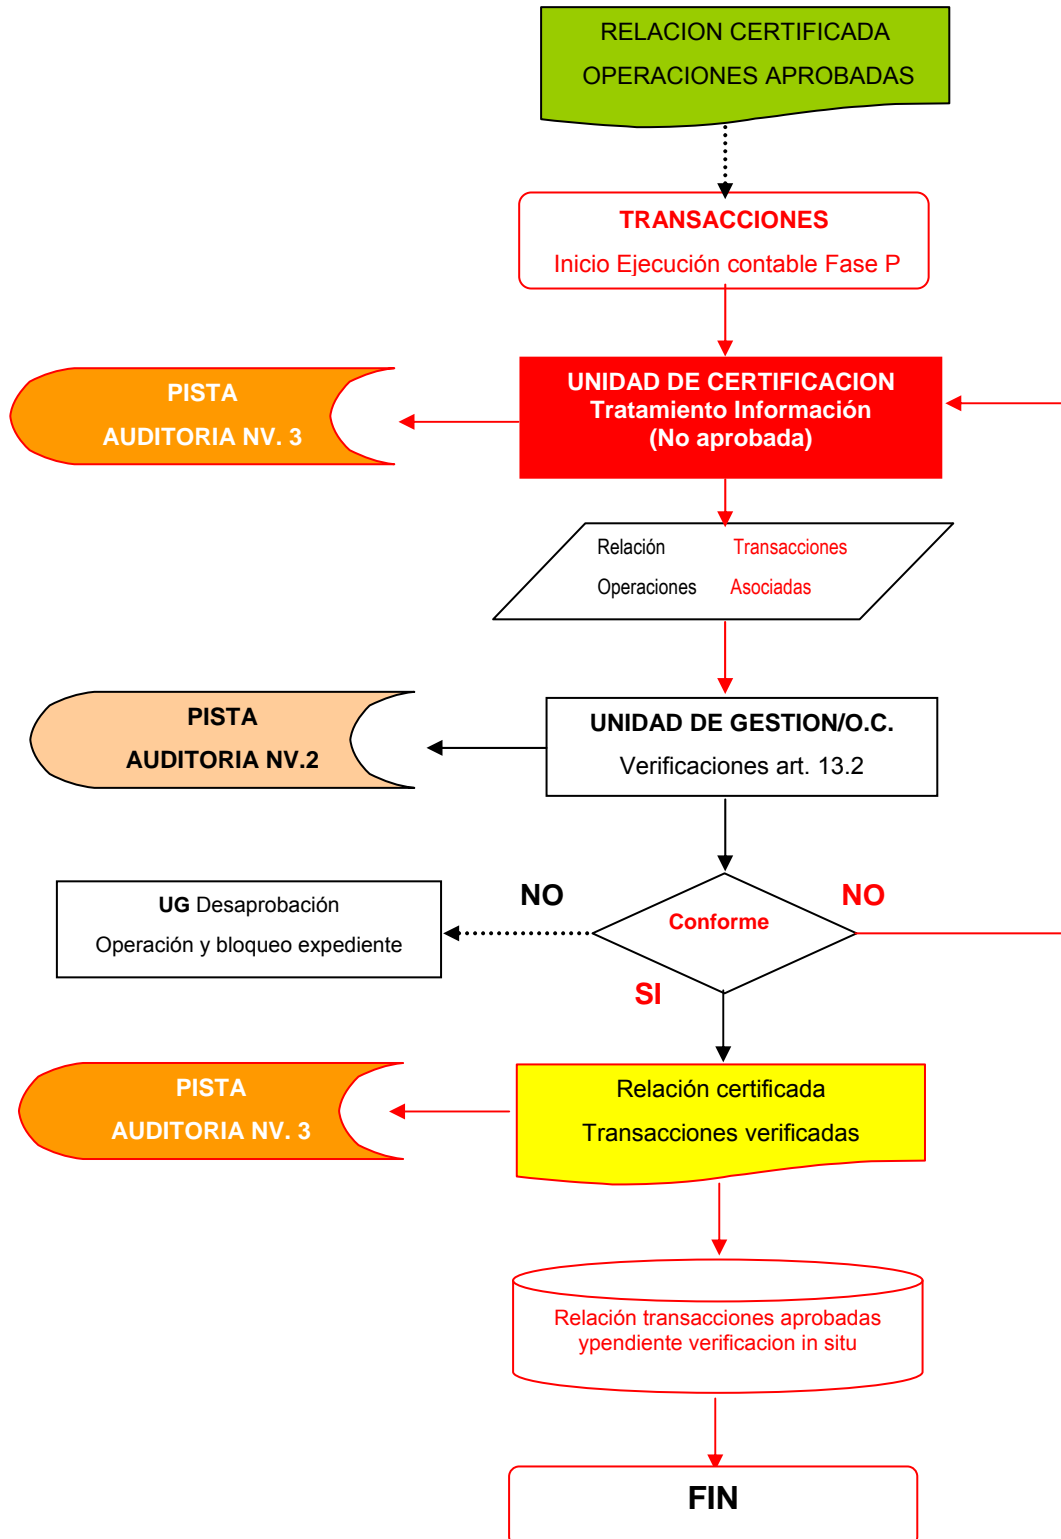 RELACION CERTIFICADA
OPERACIONES APROBADAS
TRANSACCIONES
Inicio Ejecución contable Fase P
UNIDAD DE CERTIFICACION
Tratamiento Información
(No aprobada)
PISTA
AUDITORIA NV. 3
Relación Transacciones
Operaciones Asociadas
PISTA
AUDITORIA NV.2
UNIDAD DE GESTION/O.C.
Verificaciones art. 13.2
UG Desaprobación
Operación y bloqueo expediente
NO
Conforme
NO
SI
PISTA
AUDITORIA NV. 3
Relación certificada
Transacciones verificadas
Relación transacciones aprobadas
ypendiente verificacion in situ
FIN